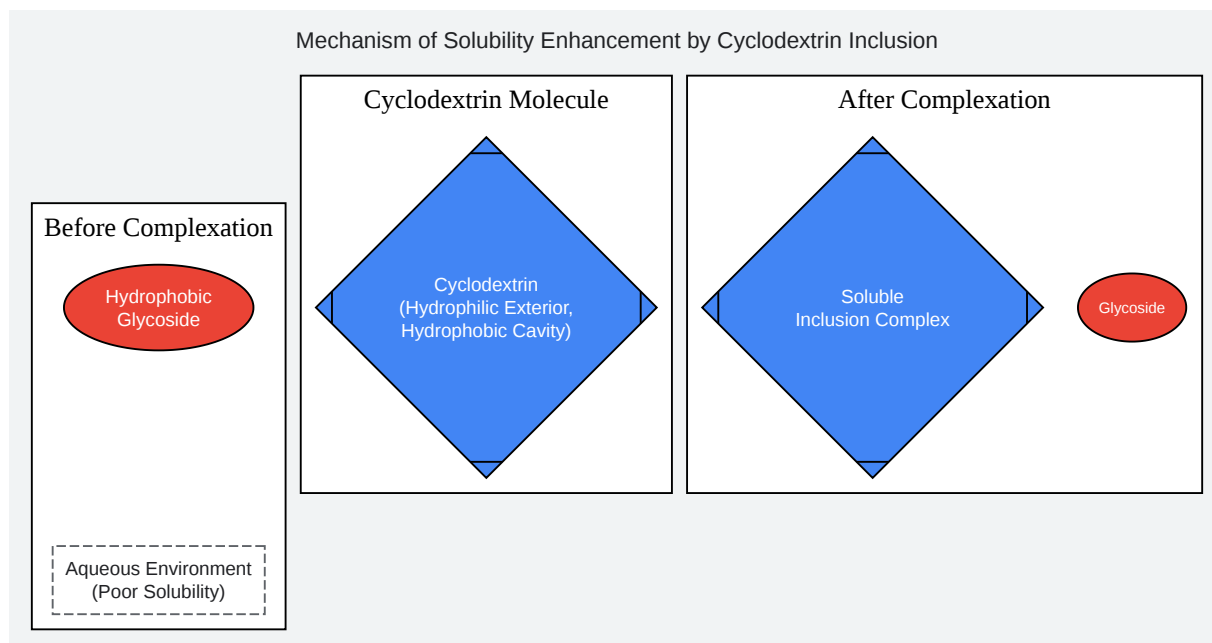 Mechanism of Solubility Enhancement by Cyclodextrin Inclusion
Before Complexation
Hydrophobic
Glycoside
Aqueous Environment
(Poor Solubility)
Cyclodextrin Molecule
Cyclodextrin
(Hydrophilic Exterior,
Hydrophobic Cavity)
After Complexation
Soluble
Inclusion Complex
Glycoside